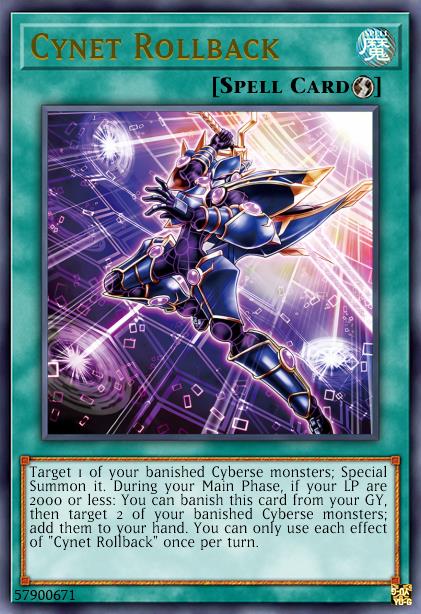 Cynet Rollback
SPELL
魔
[Spell Card]
Target 1 of your banished Cyberse monsters; Special
Summon it. During your Main Phase, if your LP are
2000 or less: You can banish this card from your GY,
then target 2 of your banished Cyberse monsters;
add them to your hand. You can only use each effect
of "Cynet Rollback" once per turn.
57900671